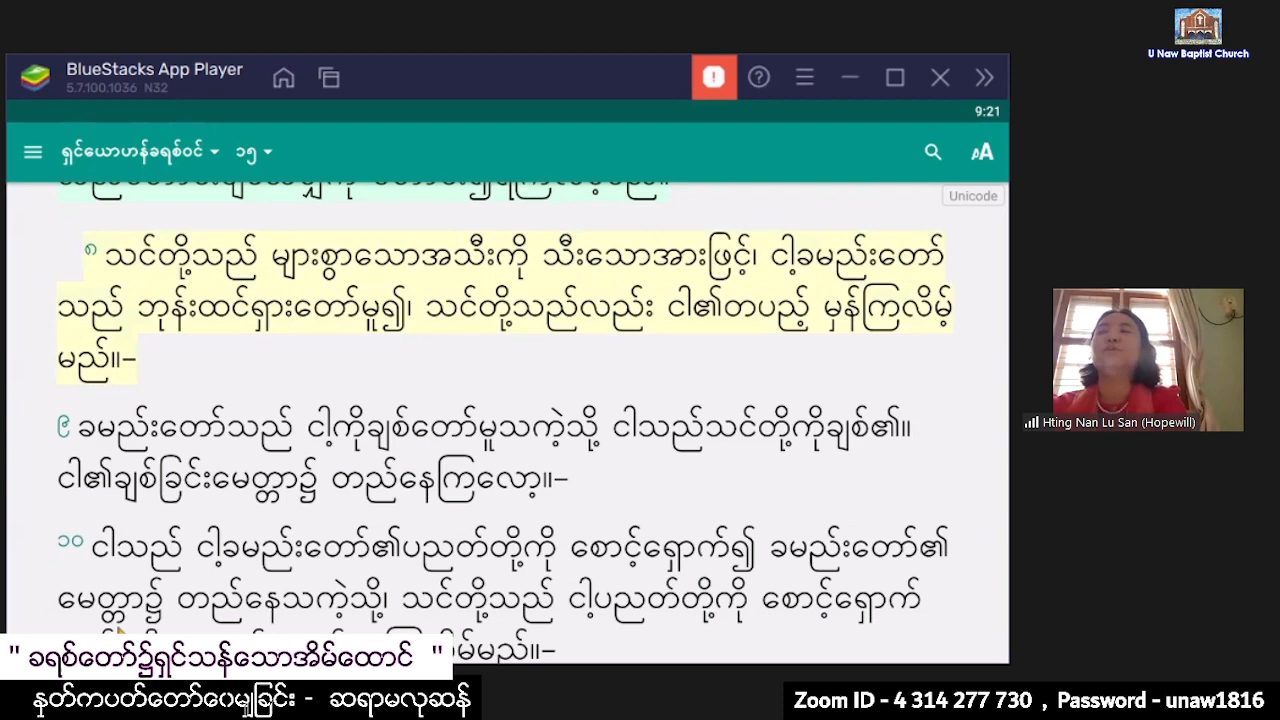 U Naw Baptist Church
BlueStacks App Player
5.7.100.1036 N32
9:21
ရှင်ယောဟန်ခရစ်ဝင် ၁၅
Unicode
၈ သင်တို့သည် များစွာသောအသီးကို သီးသောအားဖြင့်၊ ငါ့ခမည်းတော်
သည် ဘုန်းထင်ရှားတော်မူ၍၊ သင်တို့သည်လည်း ငါ၏တပည့် မှန်ကြလိမ့်
မည်။–
၉ ခမည်းတော်သည် ငါ့ကိုချစ်တော်မူသကဲ့သို့ ငါသည်သင်တို့ကိုချစ်၏။
ငါ၏ချစ်ခြင်းမေတ္တာ၌ တည်နေကြလော့။–
၁၀ ငါသည် ငါ့ခမည်းတော်၏ပညတ်တို့ကို စောင့်ရှောက်၍ ခမည်းတော်၏
မေတ္တာ၌ တည်နေသကဲ့သို့၊ သင်တို့သည် ငါ့ပညတ်တို့ကို စောင့်ရှောက်
Hting Nan Lu San (Hopewill)
" ခရစ်တော်၌ရှင်သန်သောအိမ်ထောင် "
နှုတ်ကပတ်တော်ဝေမျှခြင်း - ဆရာမလုဆန်
Zoom ID - 4 314 277 730 , Password - unaw1816